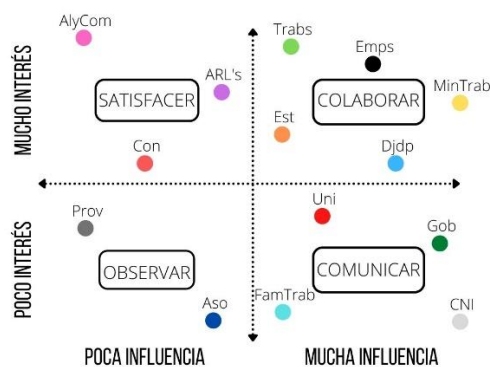 AlyCom
Trabs
Emps
ARL's
MinTrab
SATISFACER
COLABORAR
Est
Con
Djdp
MUCHO INTERÉS
Prov
Uni
Gob
OBSERVAR
COMUNICAR
Aso
FamTrab
CNI
POCO INTERÉS
POCA INFLUENCIA
MUCHA INFLUENCIA